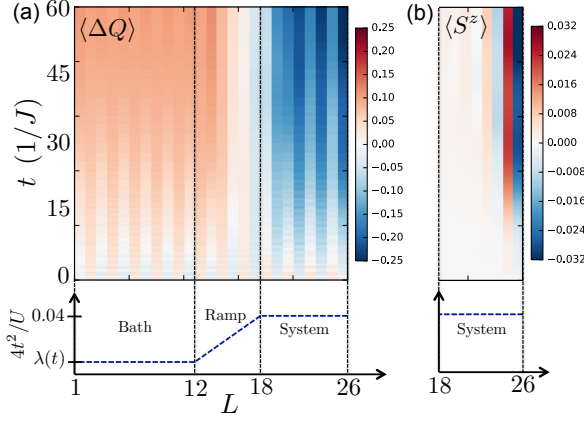 (a)
⟨ΔQ⟩
60
45
30
15
0
t (1/J)
0.25
0.20
0.15
0.10
0.05
0.00
−0.05
−0.10
−0.15
−0.20
−0.25
(b)
⟨S^z⟩
0.032
0.024
0.016
0.008
0.000
−0.008
−0.016
−0.024
−0.032
4t²/U
0.04
λ(t)
Bath
Ramp
System
1
12
18
26
L
System
18
26